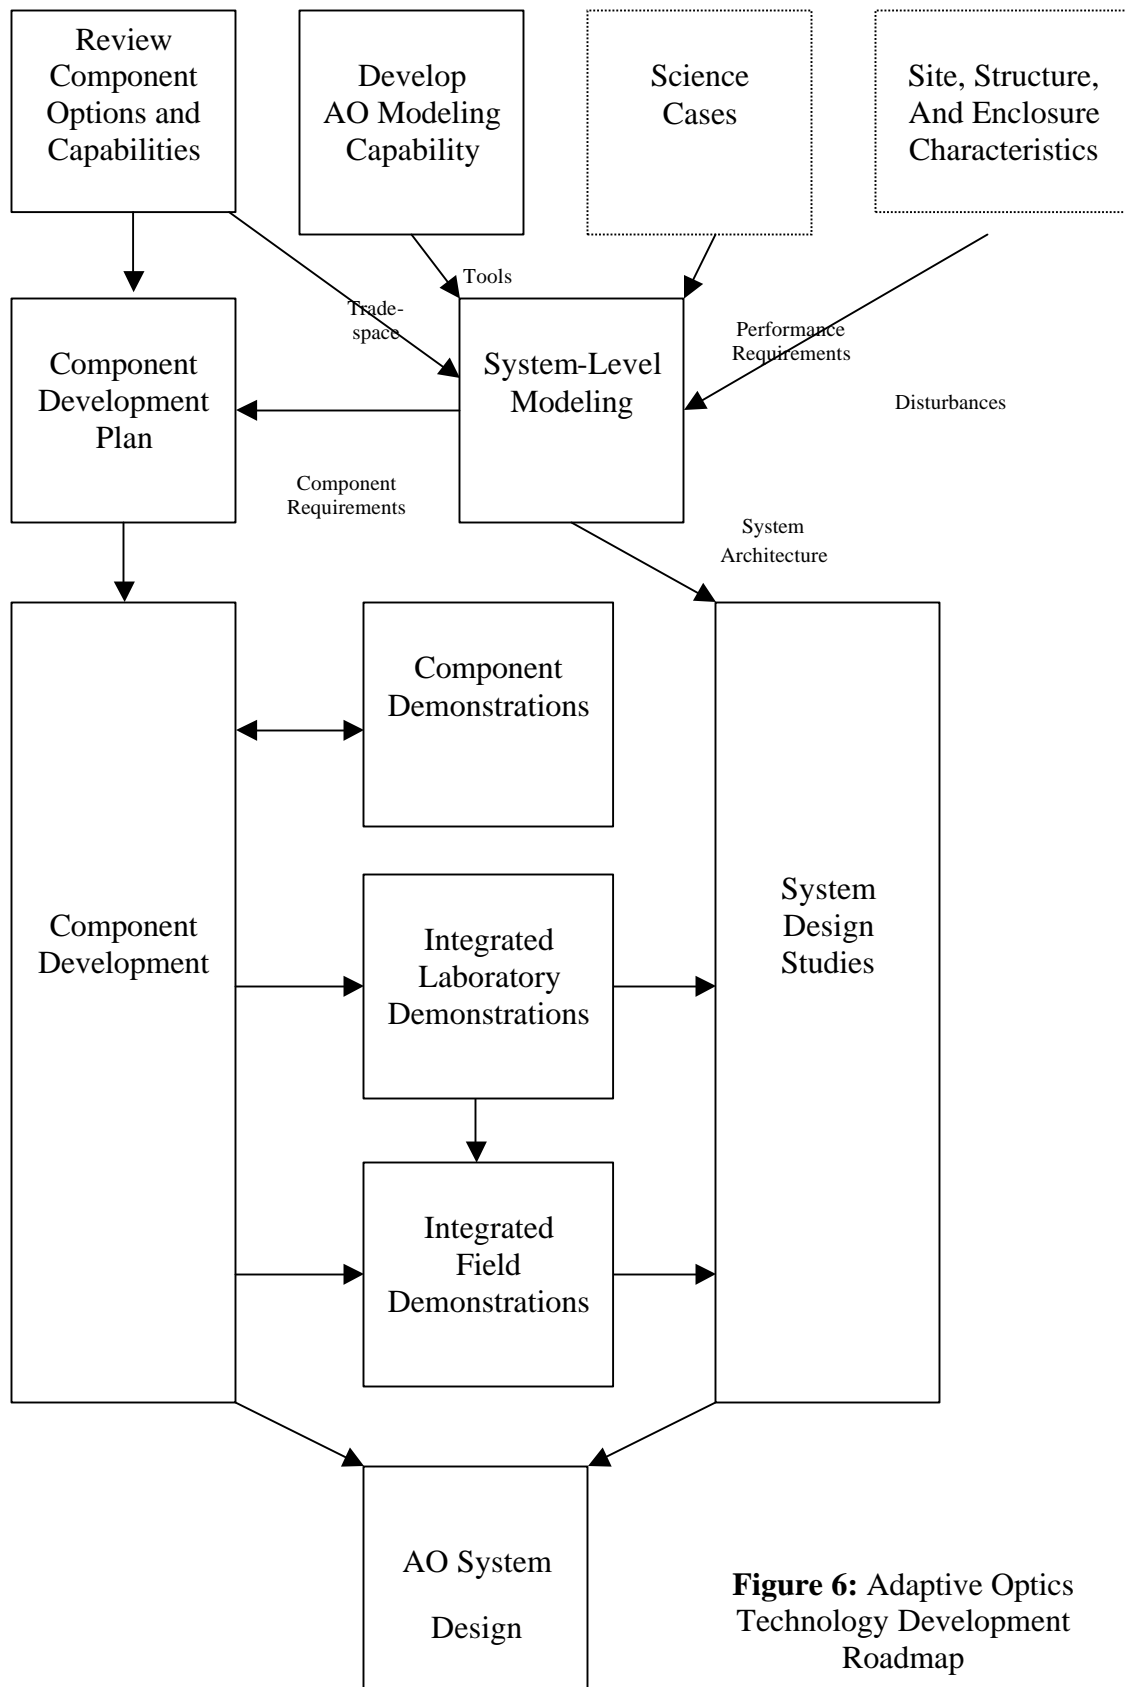 Review
Component
Options and
Capabilities
Develop
AO Modeling
Capability
Science
Cases
Site, Structure,
And Enclosure
Characteristics
Tools
Trade-
space
Performance
Requirements
Disturbances
Component
Development
Plan
System-Level
Modeling
Component
Requirements
System
Architecture
Component
Development
Component
Demonstrations
Integrated
Laboratory
Demonstrations
Integrated
Field
Demonstrations
System
Design
Studies
AO System
Design
Figure 6: Adaptive Optics
Technology Development
Roadmap